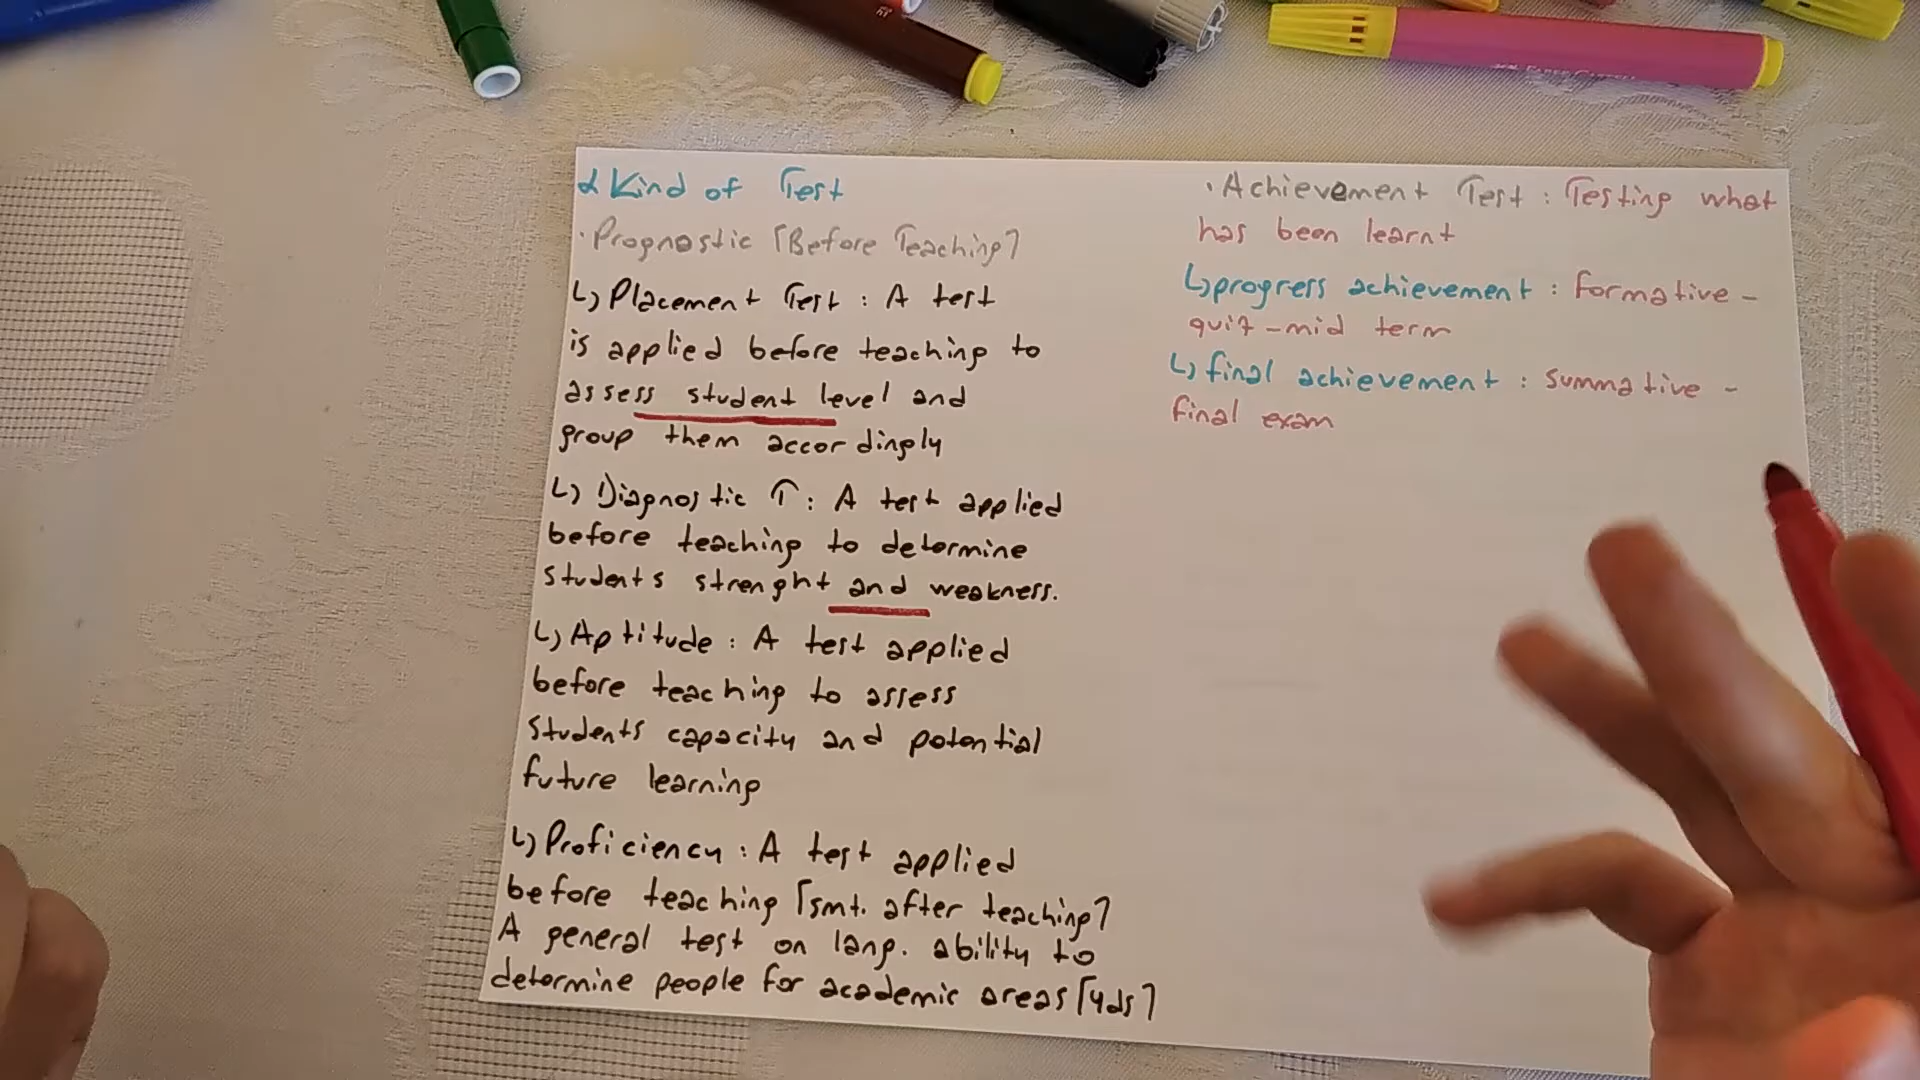 2 Kind of Test
· Prognostic [Before Teaching]
↳ Placement Test : A test
is applied before teaching to
assess student level and
group them accordingly
↳ Diagnostic T : A test applied
before teaching to determine
students strenght and weakness.
↳ Aptitude : A test applied
before teaching to assess
students capacity and potential
future learning
↳ Proficiency : A test applied
before teaching [smt. after teaching]
A general test on lang. ability to
determine people for academic areas [yds]
· Achievement Test : Testing what
has been learnt
↳ progress achievement : formative -
quiz - mid term
↳ final achievement : summative -
final exam